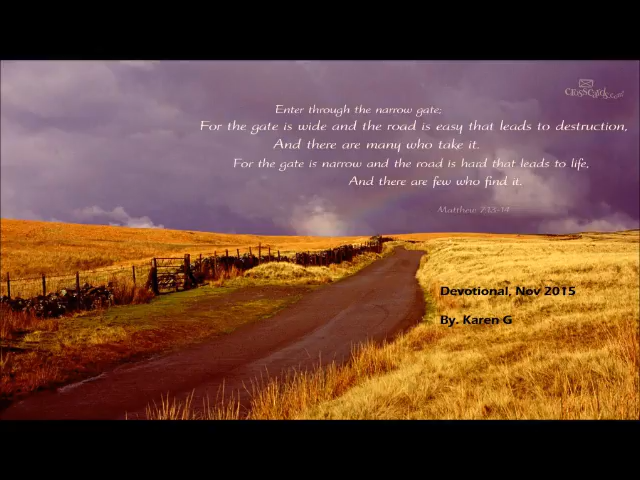 crosscards.com
Enter through the narrow gate;
For the gate is wide and the road is easy that leads to destruction,
And there are many who take it.
For the gate is narrow and the road is hard that leads to life,
And there are few who find it.
Matthew 7:13-14
Devotional, Nov 2015
By. Karen G